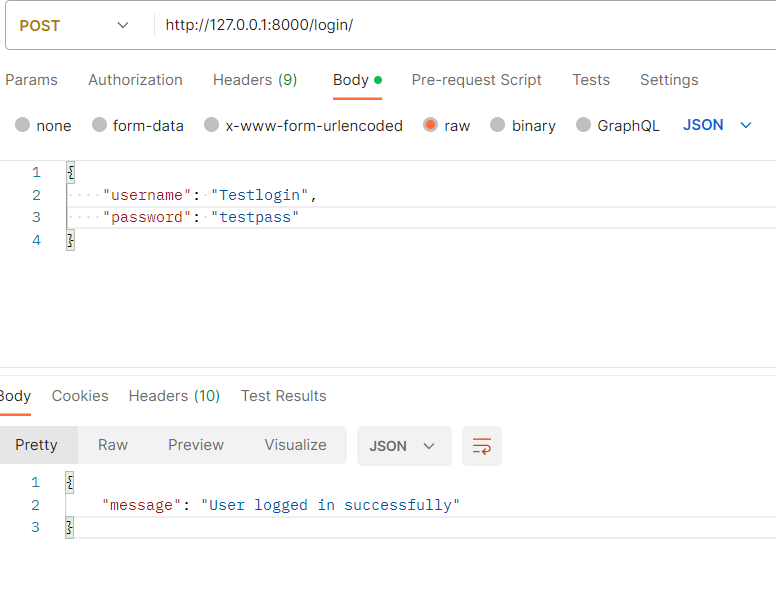 POST http://127.0.0.1:8000/login/
Params Authorization Headers (9) Body Pre-request Script Tests Settings
none form-data x-www-form-urlencoded raw binary GraphQL JSON
1 {
2 "username": "Testlogin",
3 "password": "testpass"
4 }
Body Cookies Headers (10) Test Results
Pretty Raw Preview Visualize JSON
1 {
2 "message": "User logged in successfully"
3 }